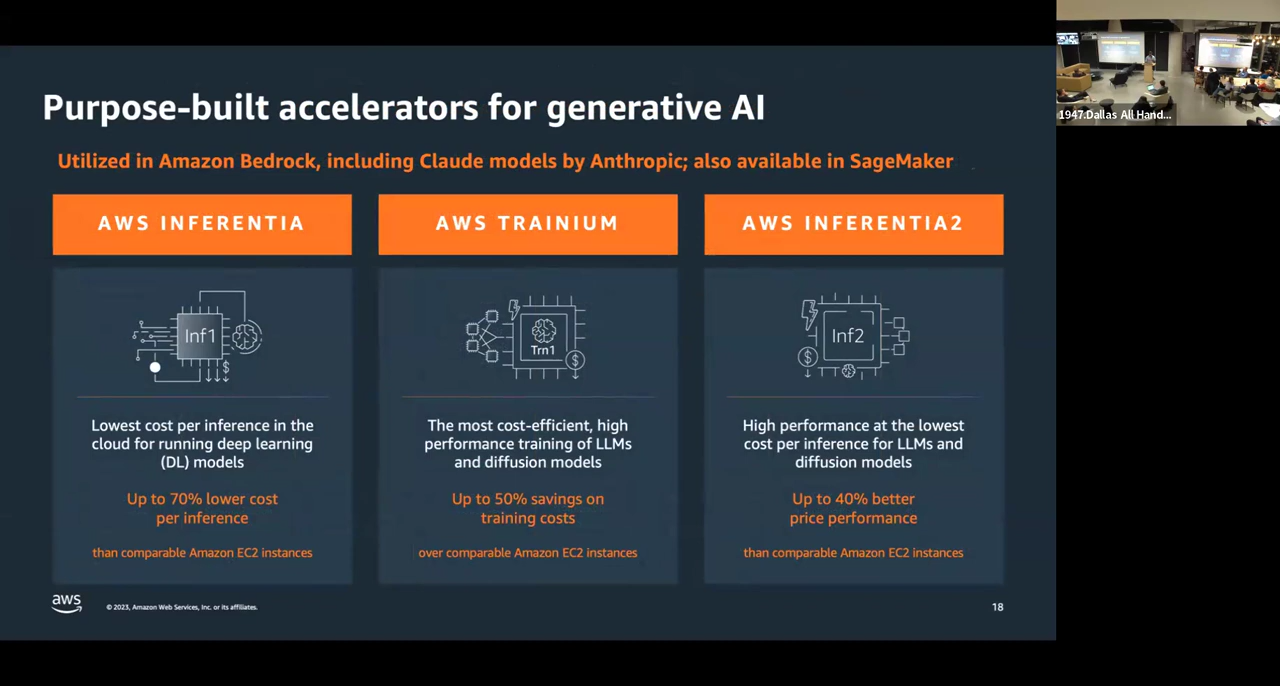 Purpose-built accelerators for generative AI
Utilized in Amazon Bedrock, including Claude models by Anthropic; also available in SageMaker
AWS INFERENTIA
Inf1
Lowest cost per inference in the
cloud for running deep learning
(DL) models
Up to 70% lower cost
per inference
than comparable Amazon EC2 instances
AWS TRAINIUM
Trn1
The most cost-efficient, high
performance training of LLMs
and diffusion models
Up to 50% savings on
training costs
over comparable Amazon EC2 instances
AWS INFERENTIA2
Inf2
High performance at the lowest
cost per inference for LLMs and
diffusion models
Up to 40% better
price performance
than comparable Amazon EC2 instances
aws
© 2023, Amazon Web Services, Inc. or its affiliates.
18
1947.Dallas All Hand...